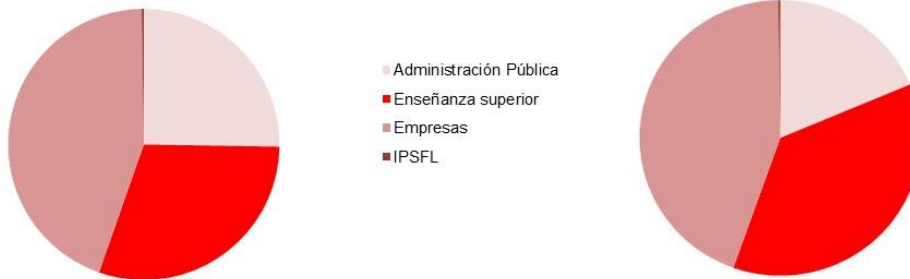 Administración Pública
Enseñanza superior
Empresas
IPSFL